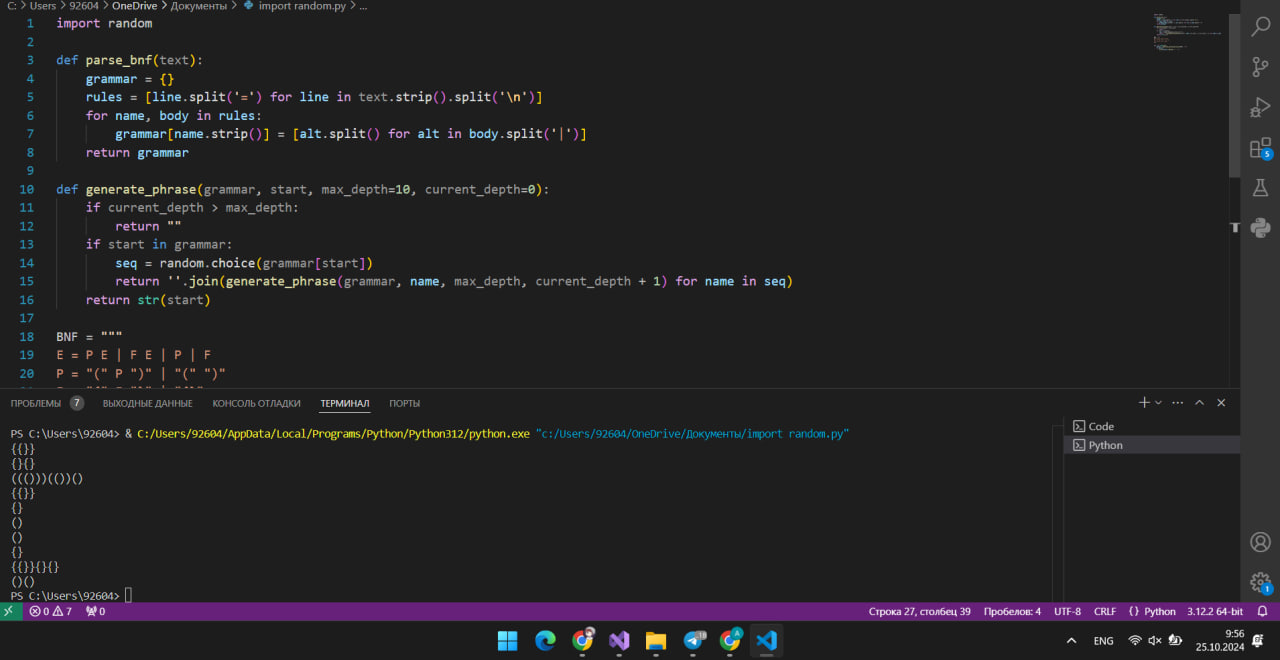 C: > Users > 92604 > OneDrive > Документы > import random.py > ...
1 import random
2
3 def parse_bnf(text):
4     grammar = {}
5     rules = [line.split('=') for line in text.strip().split('\n')]
6     for name, body in rules:
7         grammar[name.strip()] = [alt.split() for alt in body.split('|')]
8     return grammar
9
10 def generate_phrase(grammar, start, max_depth=10, current_depth=0):
11     if current_depth > max_depth:
12         return ""
13     if start in grammar:
14         seq = random.choice(grammar[start])
15         return ''.join(generate_phrase(grammar, name, max_depth, current_depth + 1) for name in seq)
16     return str(start)
17
18 BNF = """
19 E = P E | F E | P | F
20 P = "(" P ")" | "(" ")"
ПРОБЛЕМЫ 7 ВЫХОДНЫЕ ДАННЫЕ КОНСОЛЬ ОТЛАДКИ ТЕРМИНАЛ ПОРТЫ
PS C:\Users\92604> & C:/Users/92604/AppData/Local/Programs/Python/Python312/python.exe "c:/Users/92604/OneDrive/Документы/import random.py"
{{}}
{}{}
((()))(())()
{{}}
{}
()
()
{}
{{}}{}{}
()()
PS C:\Users\92604>
Code
Python
5
1
0 7 0 Строка 27, столбец 39 Пробелов: 4 UTF-8 CRLF {} Python 3.12.2 64-bit
18
A
ENG
9:56
25.10.2024